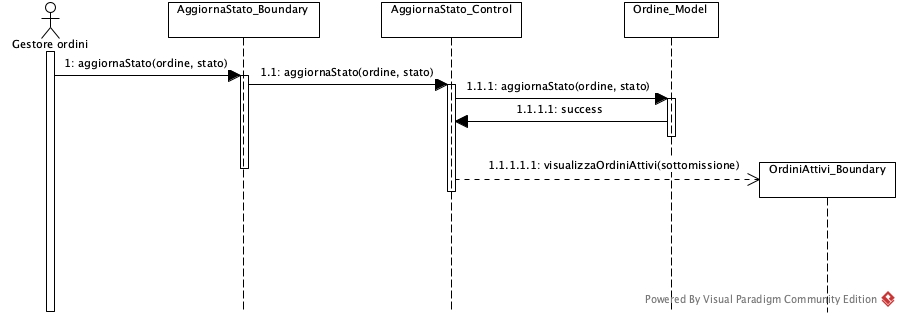 AggiornaStato_Boundary
AggiornaStato_Control
Ordine_Model
Gestore ordini
1: aggiornaStato(ordine, stato)
1.1: aggiornaStato(ordine, stato)
1.1.1: aggiornaStato(ordine, stato)
1.1.1.1: success
1.1.1.1.1: visualizzaOrdiniAttivi(sottomissione)
OrdiniAttivi_Boundary
Powered By Visual Paradigm Community Edition